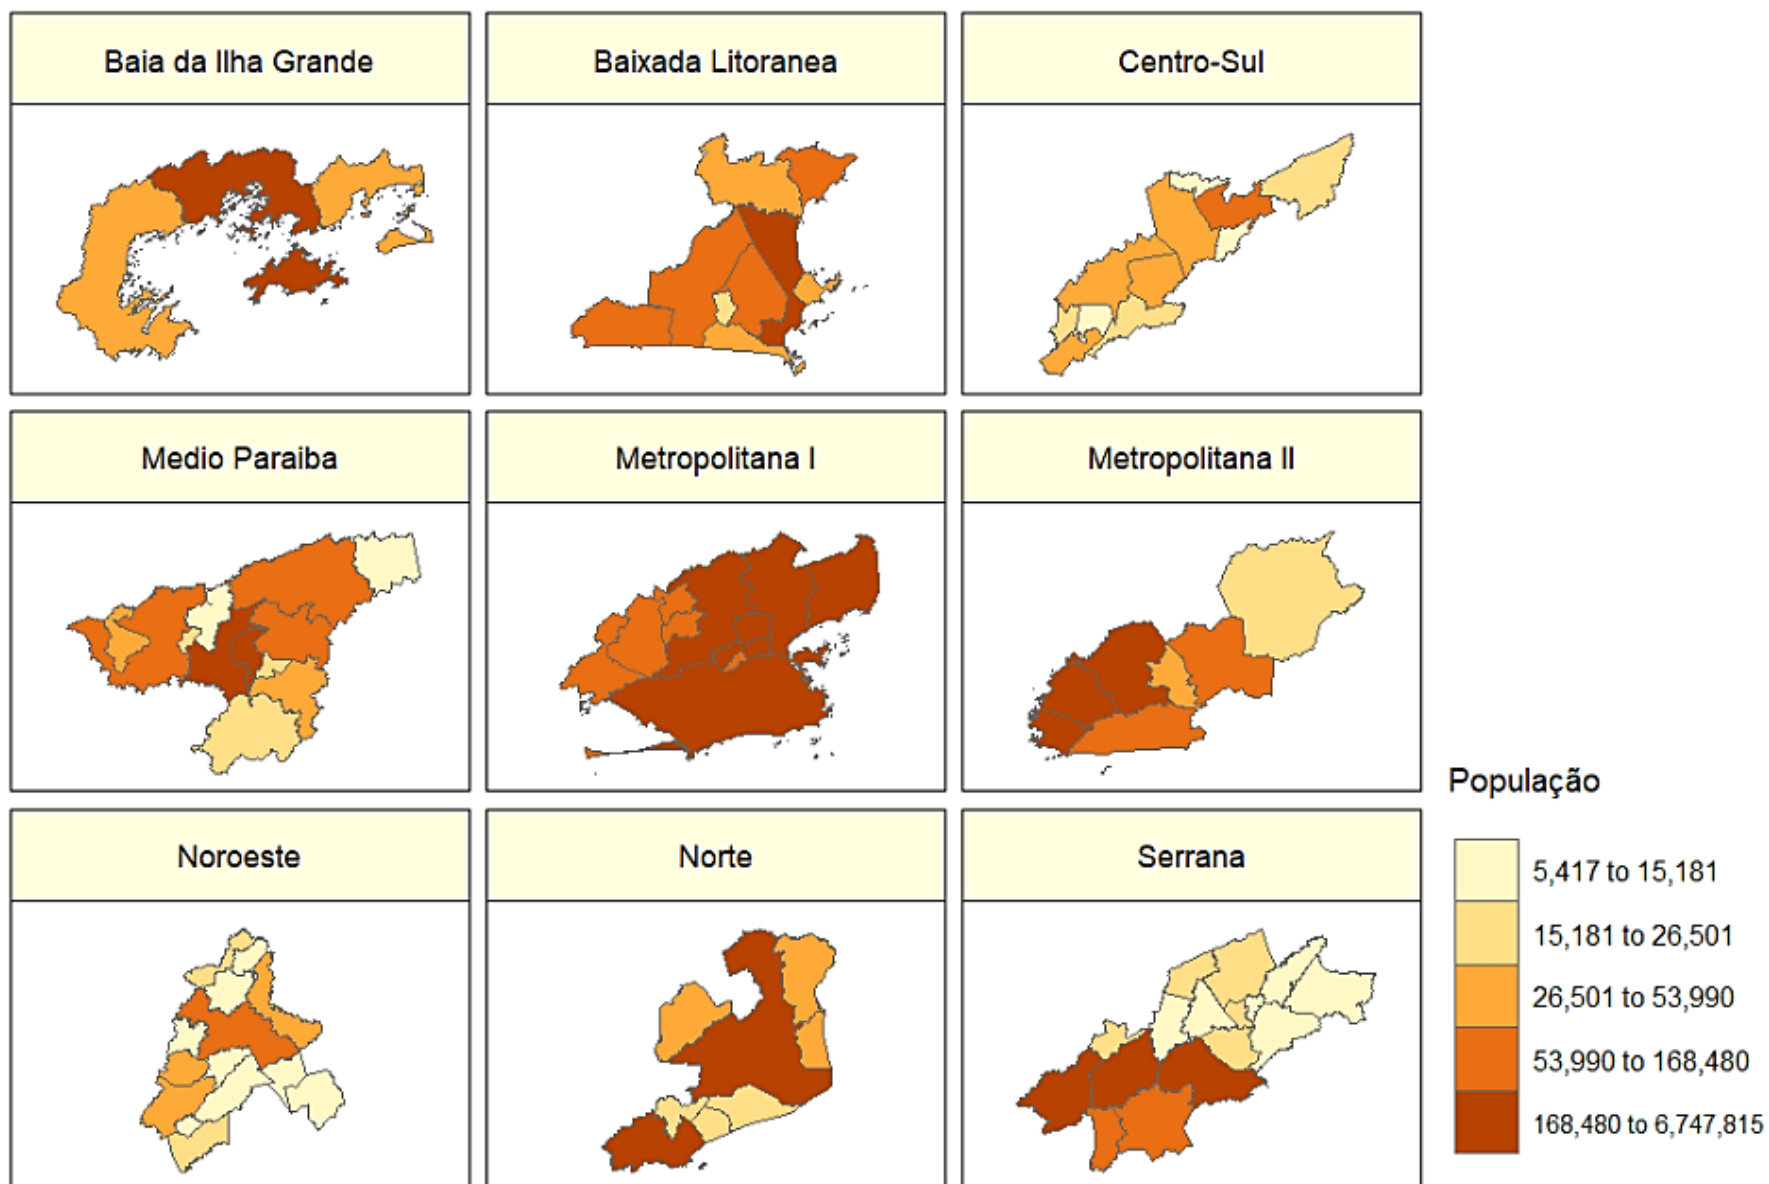 Baia da Ilha Grande
Baixada Litoranea
Centro-Sul
Medio Paraiba
Metropolitana I
Metropolitana II
Noroeste
Norte
Serrana
Populaçäo
5,417 to 15,181
15,181 to 26,501
26,501 to 53,990
53,990 to 168,480
168,480 to 6,747,815